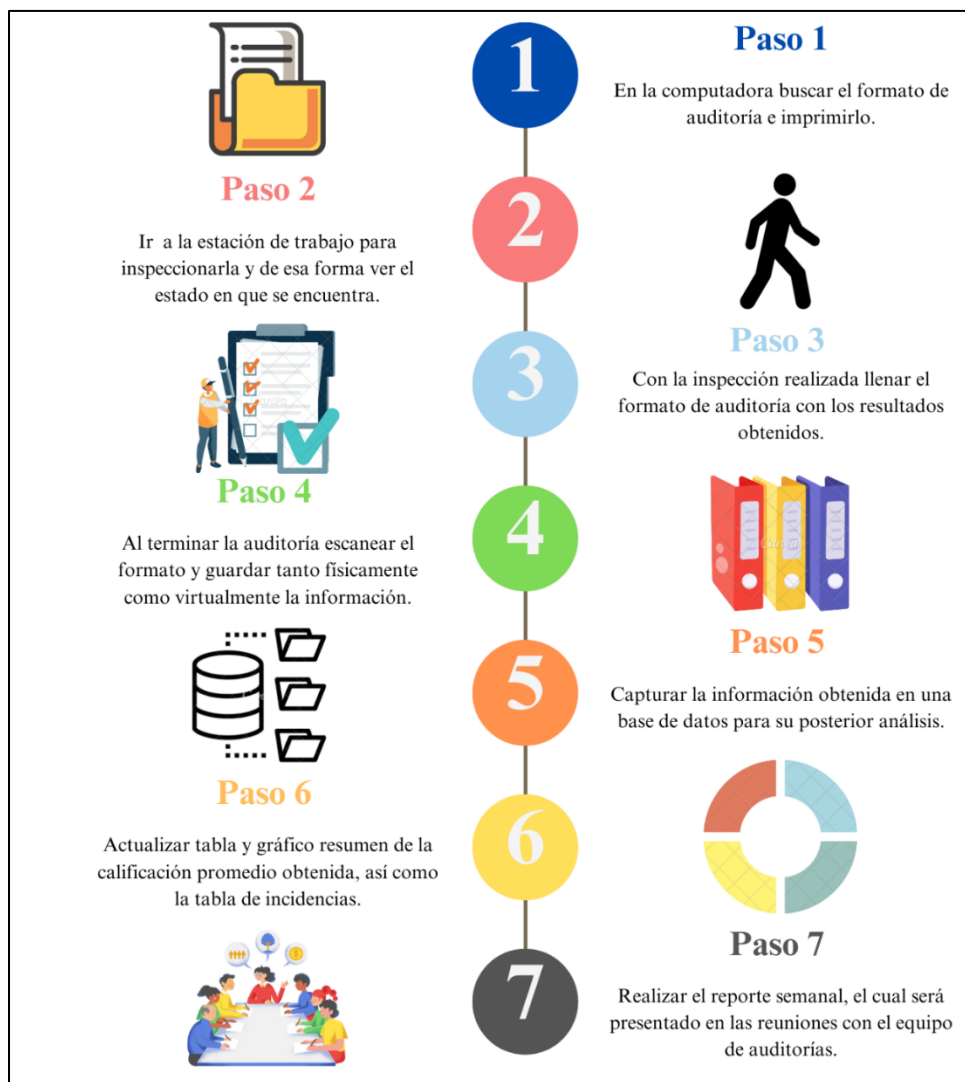 1
Paso 1
En la computadora buscar el formato de
auditoría e imprimirlo.
2
Paso 2
Ir a la estación de trabajo para
inspeccionarla y de esa forma ver el
estado en que se encuentra.
3
Paso 3
Con la inspección realizada llenar el
formato de auditoría con los resultados
obtenidos.
4
Paso 4
Al terminar la auditoría escanear el
formato y guardar tanto físicamente
como virtualmente la información.
5
Paso 5
Capturar la información obtenida en una
base de datos para su posterior análisis.
6
Paso 6
Actualizar tabla y gráfico resumen de la
calificación promedio obtenida, así como
la tabla de incidencias.
7
Paso 7
Realizar el reporte semanal, el cual será
presentado en las reuniones con el equipo
de auditorías.